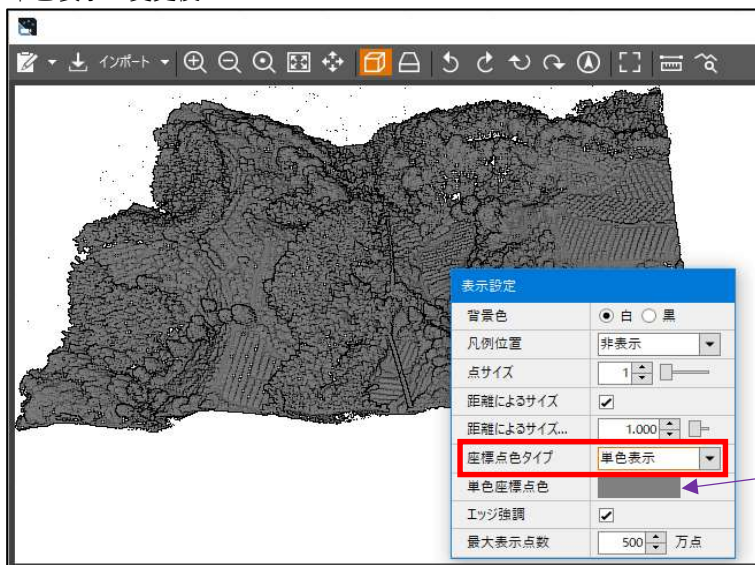 インポート
表示設定
背景色 白 黒
凡例位置 非表示
点サイズ 1
距離によるサイズ
距離によるサイズ... 1.000
座標点色タイプ 単色表示
単色座標点色
エッジ強調
最大表示点数 500 万点